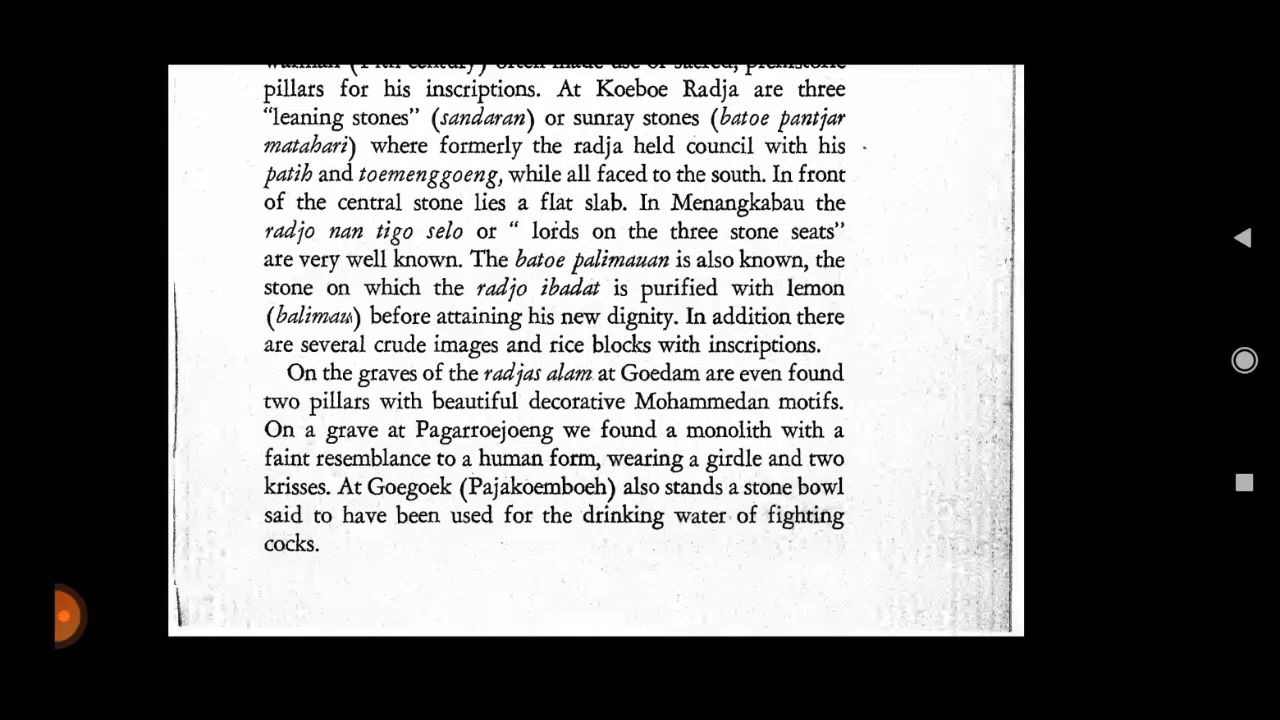 pillars for his inscriptions. At Koeboe Radja are three
“leaning stones” (sandaran) or sunray stones (batoe pantjar
matahari) where formerly the radja held council with his
patih and toemenggoeng, while all faced to the south. In front
of the central stone lies a flat slab. In Menangkabau the
radjo nan tigo selo or “ lords on the three stone seats”
are very well known. The batoe palimauan is also known, the
stone on which the radjo ibadat is purified with lemon
(balimau) before attaining his new dignity. In addition there
are several crude images and rice blocks with inscriptions.
On the graves of the radjas alam at Goedam are even found
two pillars with beautiful decorative Mohammedan motifs.
On a grave at Pagarroejoeng we found a monolith with a
faint resemblance to a human form, wearing a girdle and two
krisses. At Goegoek (Pajakoemboeh) also stands a stone bowl
said to have been used for the drinking water of fighting
cocks.